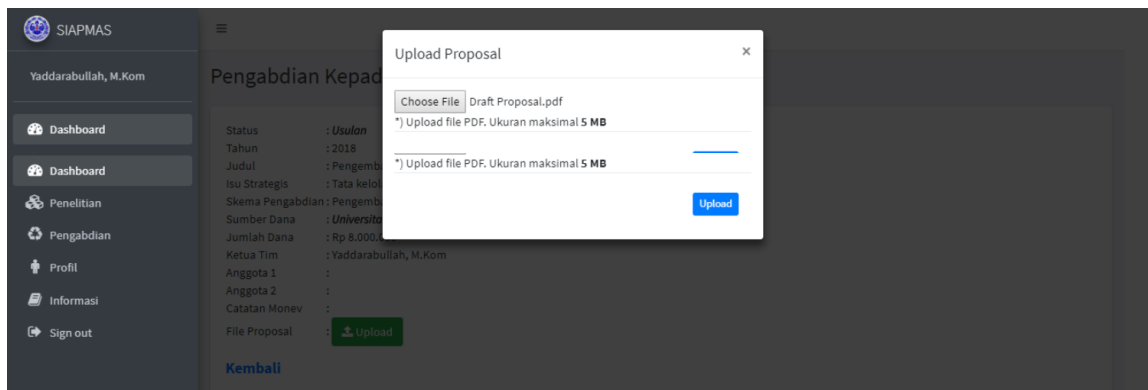 SIAPMAS
Yaddarabullah, M.Kom
Dashboard
Dashboard
Penelitian
Pengabdian
Profil
Informasi
Sign out
Pengabdian Kepad
Status : Usulan
Tahun : 2018
Judul : Pengemb
Isu Strategis : Tata kelol
Skema Pengabdian : Pengemb
Sumber Dana : Universita
Jumlah Dana : Rp 8.000.
Ketua Tim : Yaddarabullah, M.Kom
Anggota 1 :
Anggota 2 :
Catatan Monev :
File Proposal : Upload
Kembali
Upload Proposal ×
Choose File Draft Proposal.pdf
*) Upload file PDF. Ukuran maksimal 5 MB
*) Upload file PDF. Ukuran maksimal 5 MB
Upload